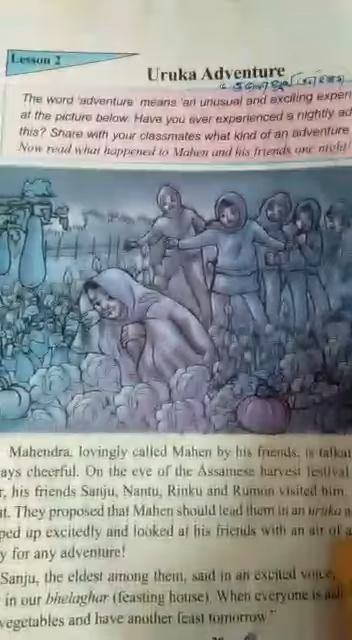 Lesson 2
Uruka Adventure
The word 'adventure' means 'an unusual and exciting
at the picture below. Have you ever experienced a nightly
this? Share with your classmates what kind of an adventure
Now read what happened to Mahen and his friends one night!
Mahendra, lovingly called Mahen by his friends, is
cheerful. On the eve of the Assamese harvest festival
his friends Sanju, Nantu, Rinku and Rumon visited him.
They proposed that Mahen should lead them in an uruka
up excitedly and looked at his friends with an air of a
for any adventure!
Sanju, the eldest among them, said in an excited voice,
in our bhelaghar (feasting house). When everyone is
vegetables and have another feast tomorrow."